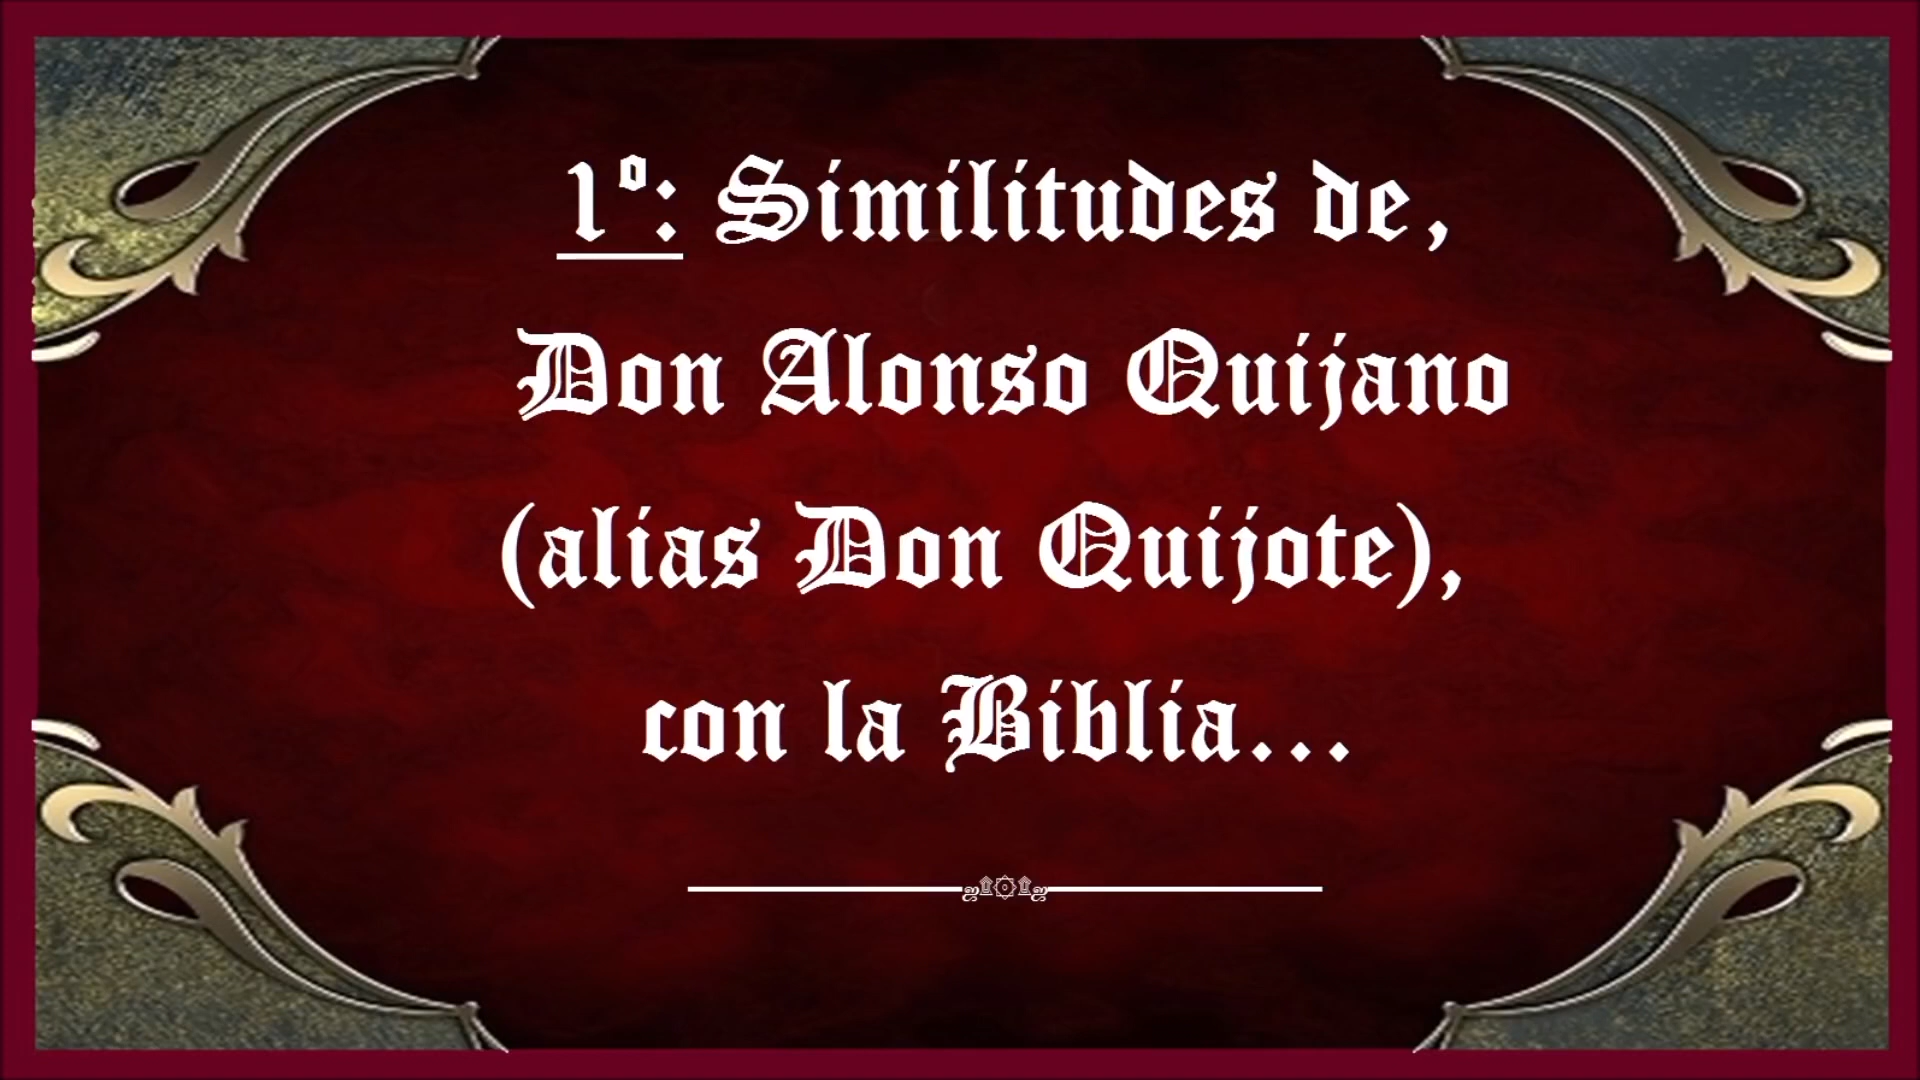 1º: Similitudes de,
Don Alonso Quijano
(alias Don Quijote),
con la Biblia...